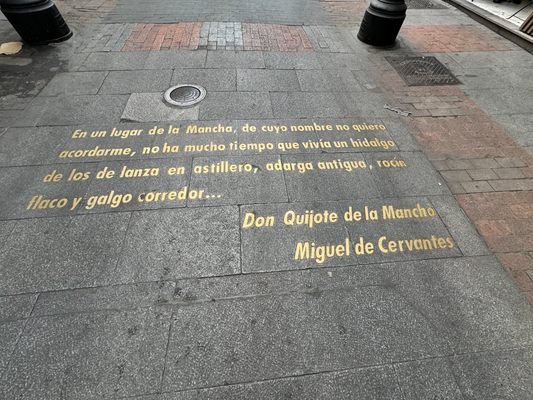 En un lugar de la Mancha, de cuyo nombre no quiero
acordarme, no ha mucho tiempo que vivía un hidalgo
de los de lanza en astillero, adarga antigua, rocín
flaco y galgo corredor...
Don Quijote de la Mancha
Miguel de Cervantes